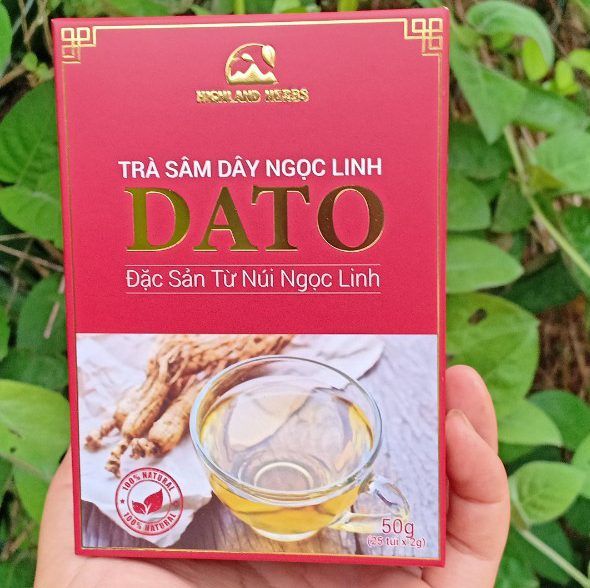 HIGHLAND HERBS
TRÀ SÂM DÂY NGỌC LINH
DATO
Đặc Sản Từ Núi Ngọc Linh
100% NATURAL
100% NATURAL
50g
(25 túi x 2g)